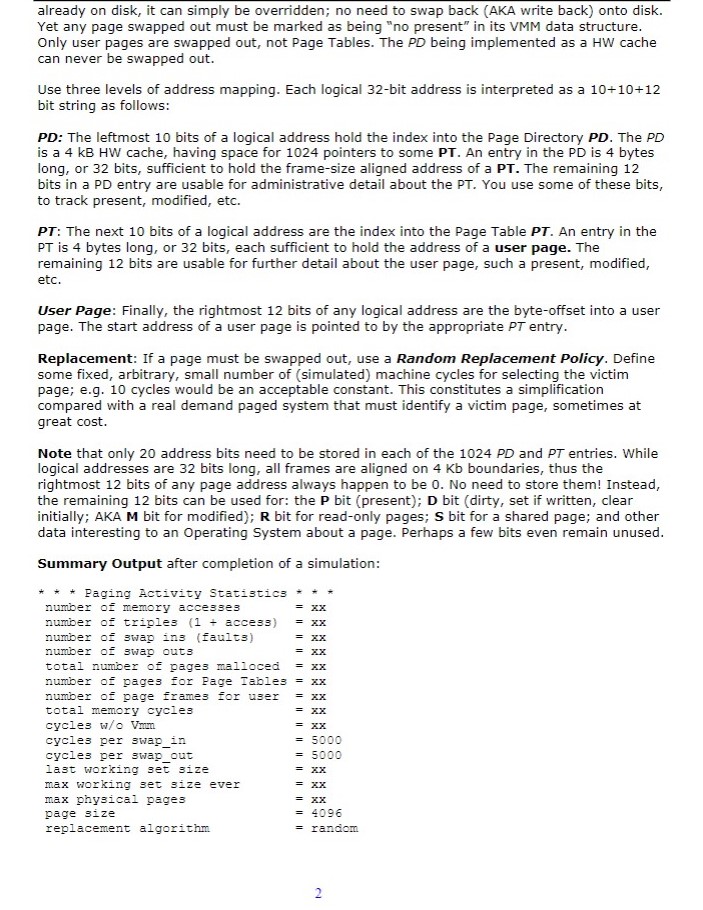 already on disk, it can simply be overridden; no need to swap back (AKA write back) onto disk.
Yet any page swapped out must be marked as being "no present" in its VMM data structure.
Only user pages are swapped out, not Page Tables. The PD being implemented as a HW cache
can never be swapped out.
Use three levels of address mapping. Each logical 32-bit address is interpreted as a 10+10+12
bit string as follows:
PD: The leftmost 10 bits of a logical address hold the index into the Page Directory PD. The PD
is a 4 kB HW cache, having space for 1024 pointers to some PT. An entry in the PD is 4 bytes
long, or 32 bits, sufficient to hold the frame-size aligned address of a PT. The remaining 12
bits in a PD entry are usable for administrative detail about the PT. You use some of these bits,
to track present, modified, etc.
PT: The next 10 bits of a logical address are the index into the Page Table PT. An entry in the
PT is 4 bytes long, or 32 bits, each sufficient to hold the address of a user page. The
remaining 12 bits are usable for further detail about the user page, such a present, modified,
etc.
User Page: Finally, the rightmost 12 bits of any logical address are the byte-offset into a user
page. The start address of a user page is pointed to by the appropriate PT entry.
Replacement: If a page must be swapped out, use a Random Replacement Policy. Define
some fixed, arbitrary, small number of (simulated) machine cycles for selecting the victim
page; e.g. 10 cycles would be an acceptable constant. This constitutes a simplification
compared with a real demand paged system that must identify a victim page, sometimes at
great cost.
Note that only 20 address bits need to be stored in each of the 1024 PD and PT entries. While
logical addresses are 32 bits long, all frames are aligned on 4 Kb boundaries, thus the
rightmost 12 bits of any page address always happen to be 0. No need to store them! Instead,
the remaining 12 bits can be used for: the P bit (present); D bit (dirty, set if written, clear
initially; AKA M bit for modified); R bit for read-only pages; S bit for a shared page; and other
data interesting to an Operating System about a page. Perhaps a few bits even remain unused.
Summary Output after completion of a simulation:
* * * Paging Activity Statistics * * *
number of memory accesses = xx
number of triples (1 + access) = xx
number of swap ins (faults) = xx
number of swap outs = xx
total number of pages malloced = xx
number of pages for Page Tables = xx
number of page frames for user = xx
total memory cycles = xx
cycles w/o Vmm = xx
cycles per swap_in = 5000
cycles per swap_out = 5000
last working set size = xx
max working set size ever = xx
max physical pages = xx
page size = 4096
replacement algorithm = random
2